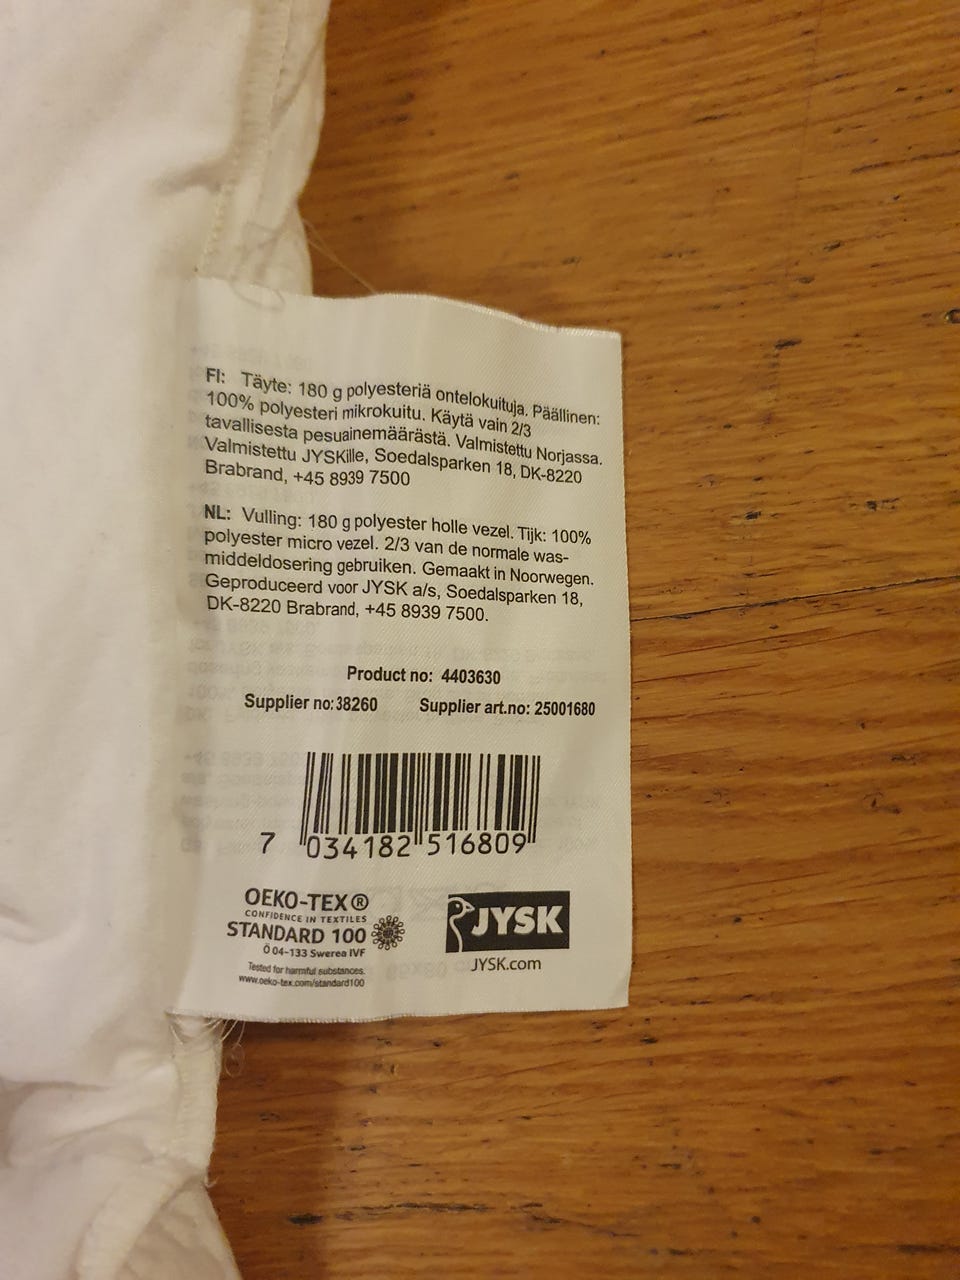 FI: Täyte: 180 g polyesteriä ontelokuituja. Päällinen:
100% polyesteri mikrokuitu. Käytä vain 2/3
tavallisesta pesuainemäärästä. Valmistettu Norjassa.
Valmistettu JYSKille, Soedalsparken 18, DK-8220
Brabrand, +45 8939 7500
NL: Vulling: 180 g polyester holle vezel. Tijk: 100%
polyester micro vezel. 2/3 van de normale was-
middeldosering gebruiken. Gemaakt in Noorwegen.
Geproduceerd voor JYSK a/s, Soedalsparken 18,
DK-8220 Brabrand, +45 8939 7500.
Product no: 4403630
Supplier no:38260 Supplier art.no: 25001680
7 034182 516809
OEKO-TEX®
CONFIDENCE IN TEXTILES
STANDARD 100
Ö 04-133 Swerea IVF
Tested for harmful substances.
www.oeko-tex.com/standard100
JYSK
JYSK.com